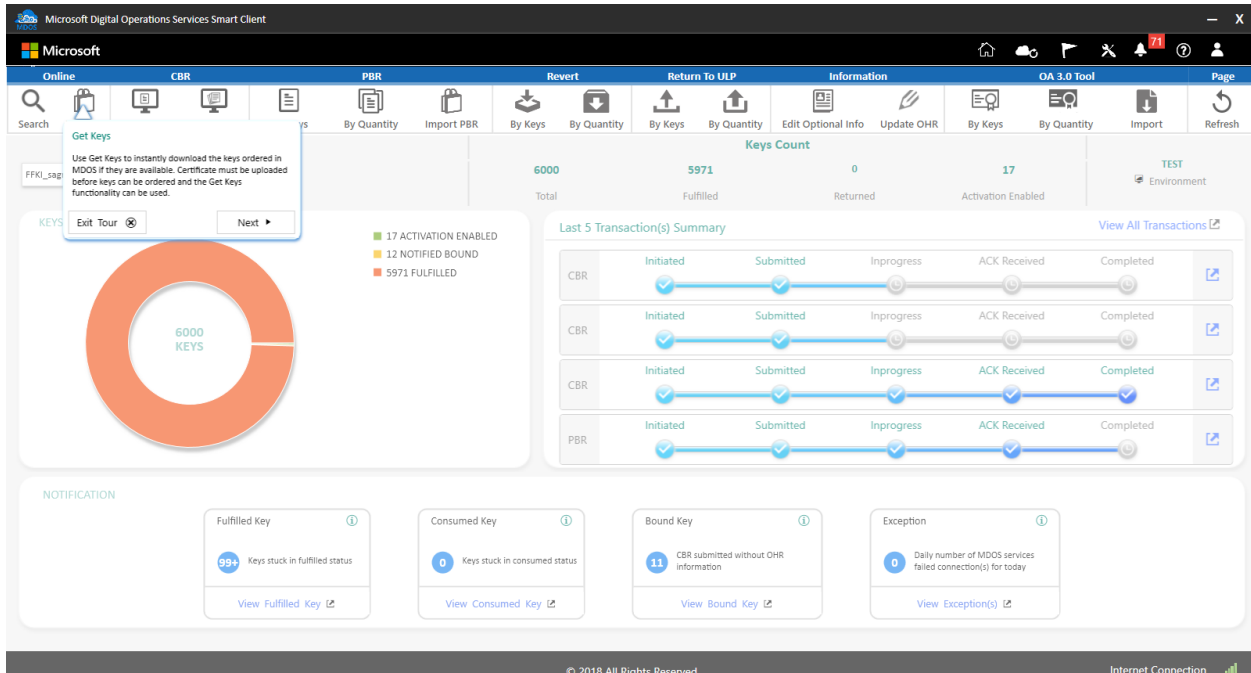 MDOS
Microsoft Digital Operations Services Smart Client
X
Microsoft
71
Online CBR PBR Revert Return To ULP Information OA 3.0 Tool Page
Search By Quantity Import PBR By Keys By Quantity By Keys By Quantity Edit Optional Info Update OHR By Keys By Quantity Import Refresh
Get Keys
Use Get Keys to instantly download the keys ordered in
MDOS if they are available. Certificate must be uploaded
before keys can be ordered and the Get Keys
functionality can be used.
Exit Tour
Next
Keys Count
6000 5971 0 17
Total Fulfilled Returned Activation Enabled
TEST
Environment
KEYS
17 ACTIVATION ENABLED
12 NOTIFIED BOUND
5971 FULFILLED
6000
KEYS
Last 5 Transaction(s) Summary
View All Transactions
CBR
Initiated Submitted Inprogress ACK Received Completed
CBR
Initiated Submitted Inprogress ACK Received Completed
CBR
Initiated Submitted Inprogress ACK Received Completed
PBR
Initiated Submitted Inprogress ACK Received Completed
NOTIFICATION
Fulfilled Key
99+ Keys stuck in fulfilled status
View Fulfilled Key
Consumed Key
0 Keys stuck in consumed status
View Consumed Key
Bound Key
11 CBR submitted without OHR
information
View Bound Key
Exception
0 Daily number of MDOS services
failed connection(s) for today
View Exception(s)
© 2018 All Rights Reserved
Internet Connection